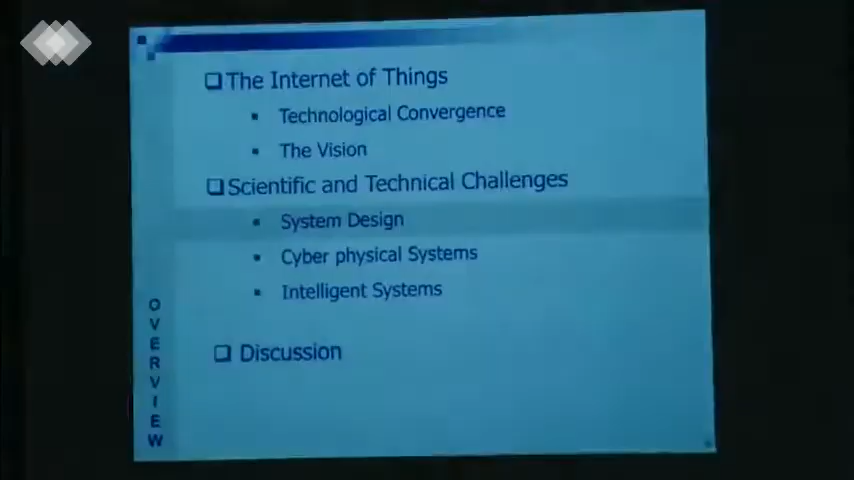 ❑ The Internet of Things
▪ Technological Convergence
▪ The Vision
❑ Scientific and Technical Challenges
▪ System Design
▪ Cyber physical Systems
▪ Intelligent Systems
❑ Discussion
OVERVIEW